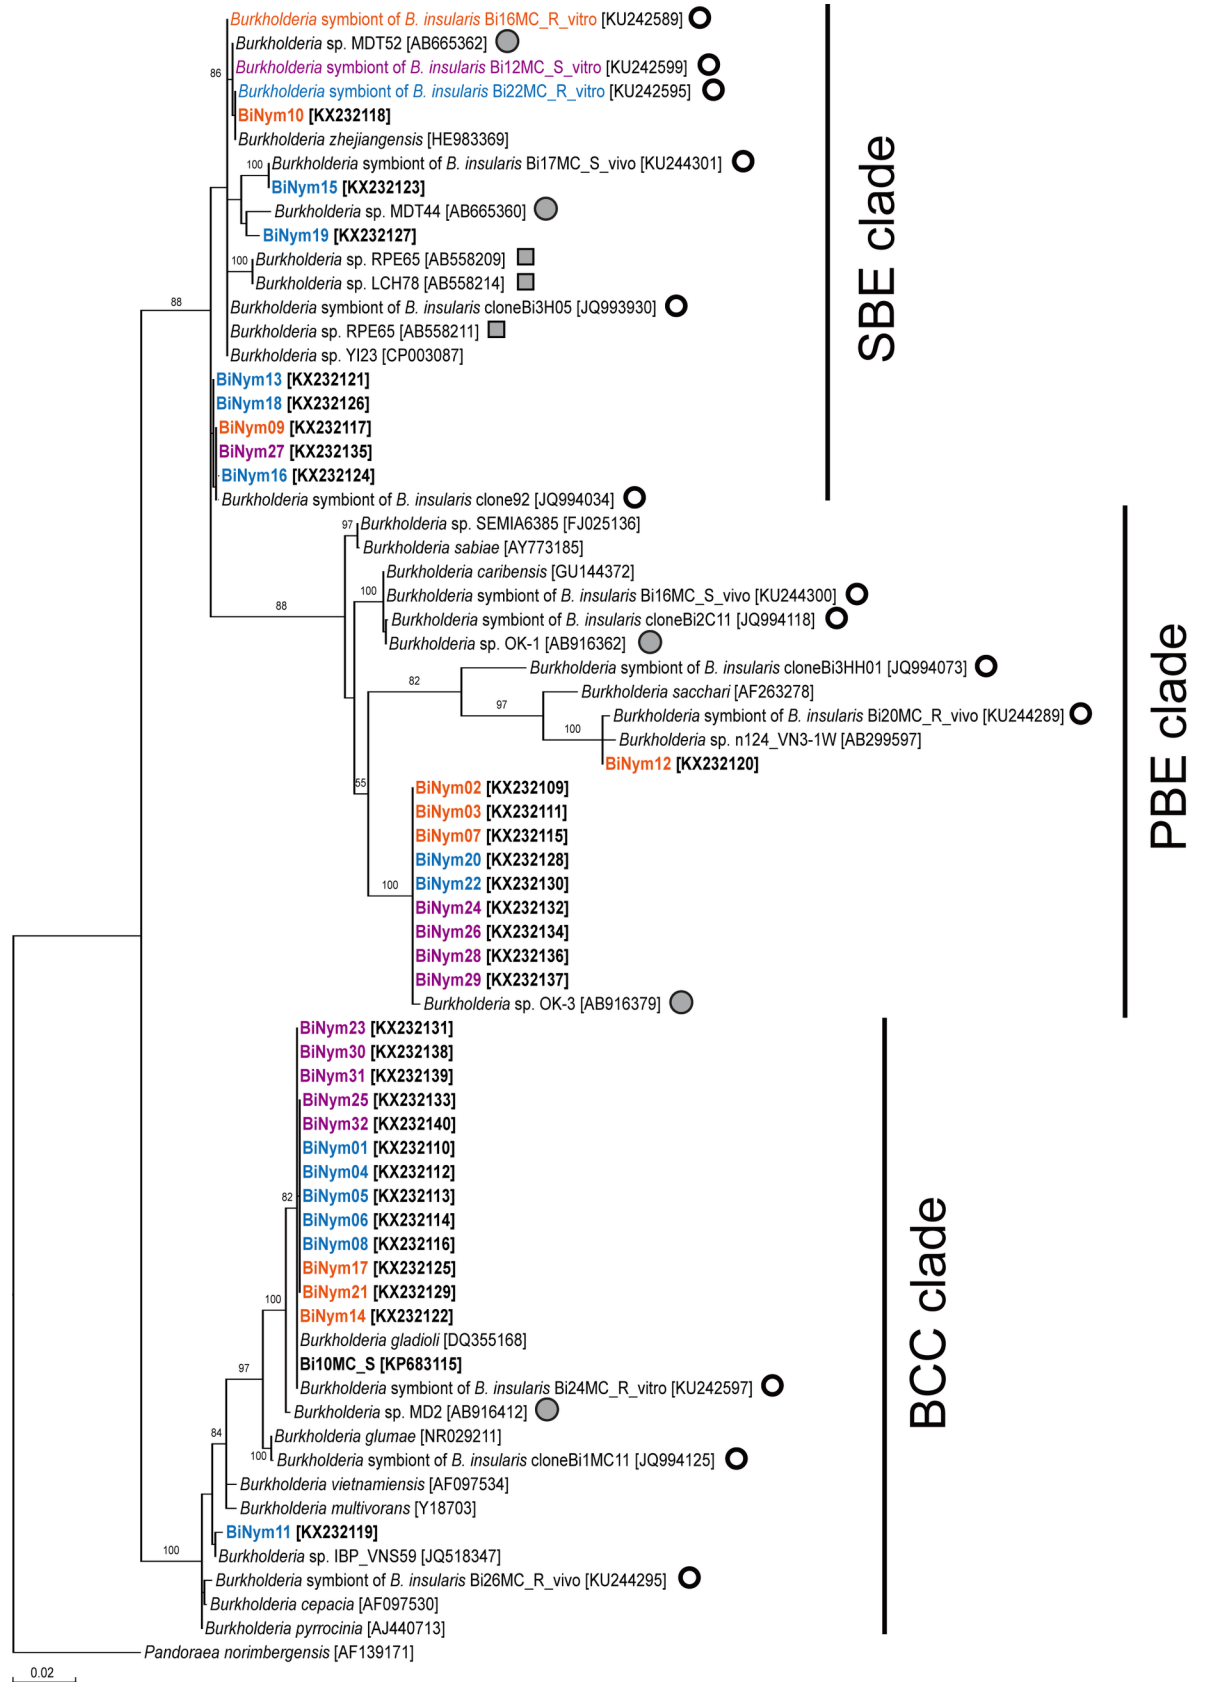 Burkholderia symbiont of B. insularis Bi16MC_R_vitro [KU242589]
Burkholderia sp. MDT52 [AB665362]
86
Burkholderia symbiont of B. insularis Bi12MC_S_vitro [KU242599]
Burkholderia symbiont of B. insularis Bi22MC_R_vitro [KU242595]
BiNym10 [KX232118]
Burkholderia zhejiangensis [HE983369]
100
Burkholderia symbiont of B. insularis Bi17MC_S_vivo [KU244301]
BiNym15 [KX232123]
Burkholderia sp. MDT44 [AB665360]
BiNym19 [KX232127]
100
Burkholderia sp. RPE65 [AB558209]
Burkholderia sp. LCH78 [AB558214]
88
Burkholderia symbiont of B. insularis cloneBi3H05 [JQ993930]
Burkholderia sp. RPE65 [AB558211]
Burkholderia sp. YI23 [CP003087]
BiNym13 [KX232121]
BiNym18 [KX232126]
BiNym09 [KX232117]
BiNym27 [KX232135]
BiNym16 [KX232124]
Burkholderia symbiont of B. insularis clone92 [JQ994034]
SBE clade
97
Burkholderia sp. SEMIA6385 [FJ025136]
Burkholderia sabiae [AY773185]
Burkholderia caribensis [GU144372]
100
Burkholderia symbiont of B. insularis Bi16MC_S_vivo [KU244300]
88
Burkholderia symbiont of B. insularis cloneBi2C11 [JQ994118]
Burkholderia sp. OK-1 [AB916362]
Burkholderia symbiont of B. insularis cloneBi3HH01 [JQ994073]
82
Burkholderia sacchari [AF263278]
97
Burkholderia symbiont of B. insularis Bi20MC_R_vivo [KU244289]
100
Burkholderia sp. n124_VN3-1W [AB299597]
BiNym12 [KX232120]
55
BiNym02 [KX232109]
BiNym03 [KX232111]
BiNym07 [KX232115]
BiNym20 [KX232128]
BiNym22 [KX232130]
100
BiNym24 [KX232132]
BiNym26 [KX232134]
BiNym28 [KX232136]
BiNym29 [KX232137]
Burkholderia sp. OK-3 [AB916379]
PBE clade
BiNym23 [KX232131]
BiNym30 [KX232138]
BiNym31 [KX232139]
BiNym25 [KX232133]
BiNym32 [KX232140]
BiNym01 [KX232110]
BiNym04 [KX232112]
82
BiNym05 [KX232113]
BiNym06 [KX232114]
BiNym08 [KX232116]
BiNym17 [KX232125]
BiNym21 [KX232129]
100
BiNym14 [KX232122]
Burkholderia gladioli [DQ355168]
97
Bi10MC_S [KP683115]
Burkholderia symbiont of B. insularis Bi24MC_R_vitro [KU242597]
Burkholderia sp. MD2 [AB916412]
84
Burkholderia glumae [NR029211]
100
Burkholderia symbiont of B. insularis cloneBi1MC11 [JQ994125]
Burkholderia vietnamiensis [AF097534]
Burkholderia multivorans [Y18703]
BiNym11 [KX232119]
100
Burkholderia sp. IBP_VNS59 [JQ518347]
Burkholderia symbiont of B. insularis Bi26MC_R_vivo [KU244295]
Burkholderia cepacia [AF097530]
Burkholderia pyrrocinia [AJ440713]
BCC clade
Pandoraea norimbergensis [AF139171]
0.02